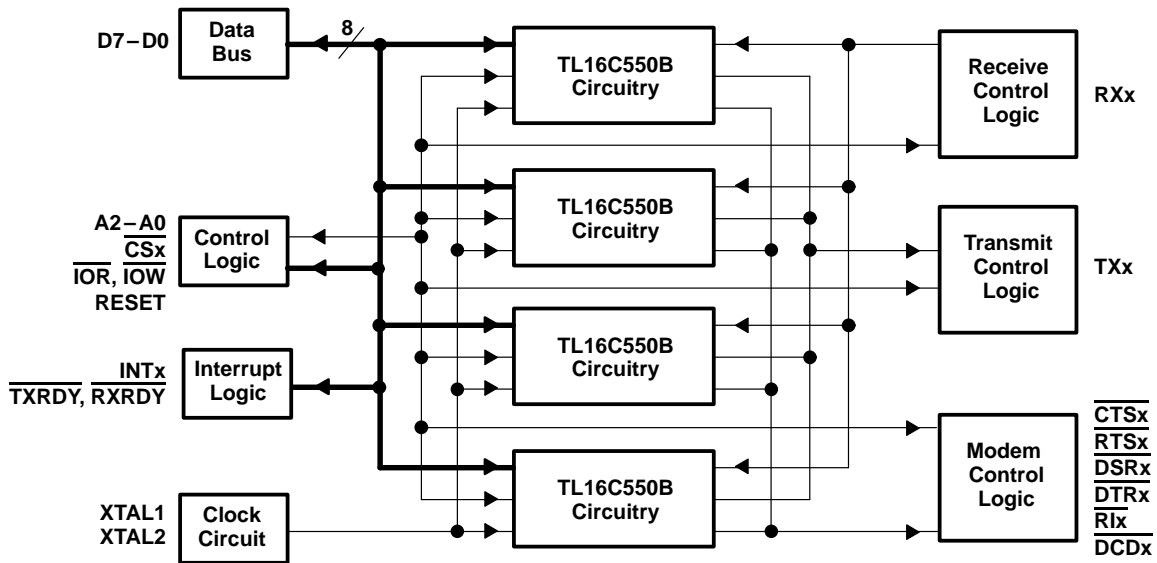 D7–D0
Data
Bus
8
TL16C550B
Circuitry
Receive
Control
Logic
RXx
A2–A0
CSx
IOR, IOW
RESET
Control
Logic
TL16C550B
Circuitry
Transmit
Control
Logic
TXx
INTx
TXRDY, RXRDY
Interrupt
Logic
TL16C550B
Circuitry
XTAL1
XTAL2
Clock
Circuit
TL16C550B
Circuitry
Modem
Control
Logic
CTSx
RTSx
DSRx
DTRx
RIx
DCDx